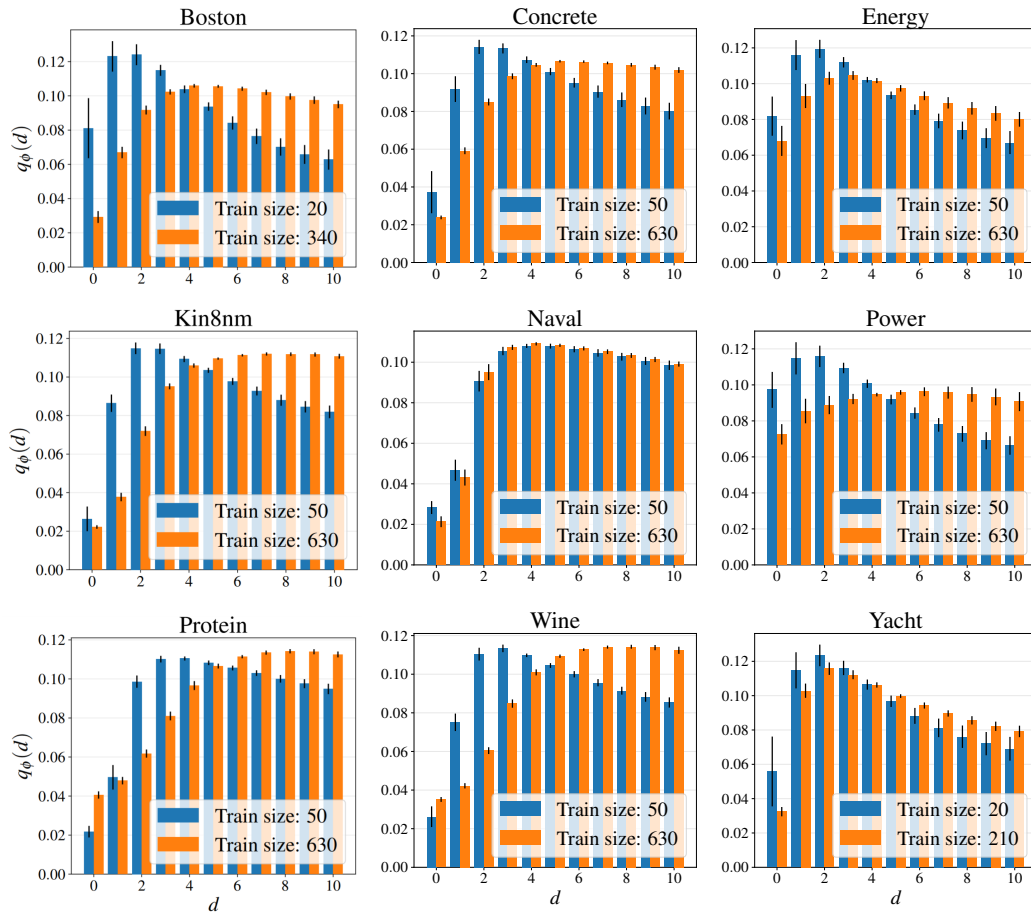 Boston
Concrete
Energy
q_ϕ(d)
0.12
0.10
0.08
0.06
0.04
0.02
0.00
0 2 4 6 8 10
Train size: 20
Train size: 340
0.12
0.10
0.08
0.06
0.04
0.02
0.00
0 2 4 6 8 10
Train size: 50
Train size: 630
0.12
0.10
0.08
0.06
0.04
0.02
0.00
0 2 4 6 8 10
Train size: 50
Train size: 630
Kin8nm
Naval
Power
q_ϕ(d)
0.12
0.10
0.08
0.06
0.04
0.02
0.00
0 2 4 6 8 10
Train size: 50
Train size: 630
0.10
0.08
0.06
0.04
0.02
0.00
0 2 4 6 8 10
Train size: 50
Train size: 630
0.12
0.10
0.08
0.06
0.04
0.02
0.00
0 2 4 6 8 10
Train size: 50
Train size: 630
Protein
Wine
Yacht
q_ϕ(d)
0.12
0.10
0.08
0.06
0.04
0.02
0.00
0 2 4 6 8 10
d
Train size: 50
Train size: 630
0.12
0.10
0.08
0.06
0.04
0.02
0.00
0 2 4 6 8 10
d
Train size: 50
Train size: 630
0.12
0.10
0.08
0.06
0.04
0.02
0.00
0 2 4 6 8 10
d
Train size: 20
Train size: 210